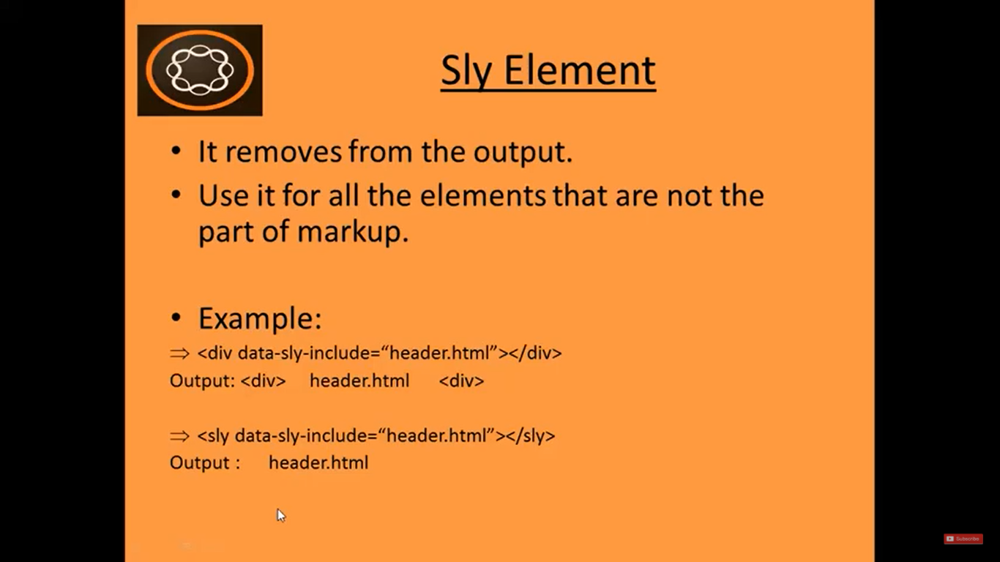 Sly Element
• It removes from the output.
• Use it for all the elements that are not the
part of markup.
• Example:
⇒ <div data-sly-include=“header.html”></div>
Output: <div> header.html <div>
⇒ <sly data-sly-include=“header.html”></sly>
Output : header.html
Subscribe